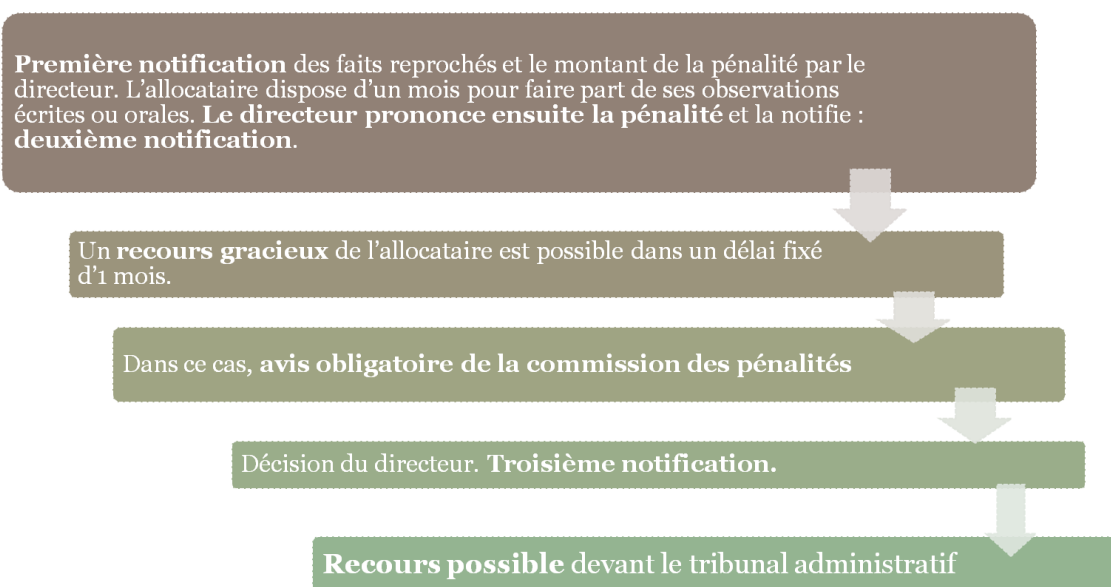 Première notification des faits reprochés et le montant de la pénalité par le
directeur. L’allocataire dispose d’un mois pour faire part de ses observations
écrites ou orales. Le directeur prononce ensuite la pénalité et la notifie :
deuxième notification.
Un recours gracieux de l’allocataire est possible dans un délai fixé
d’1 mois.
Dans ce cas, avis obligatoire de la commission des pénalités
Décision du directeur. Troisième notification.
Recours possible devant le tribunal administratif